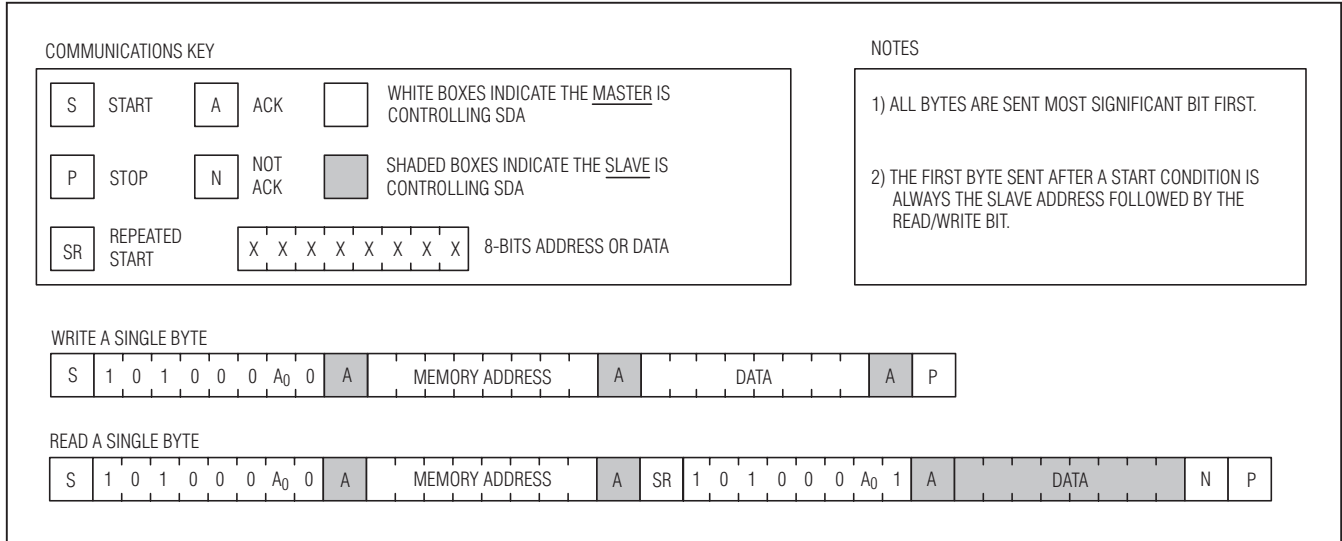 COMMUNICATIONS KEY
S START A ACK WHITE BOXES INDICATE THE MASTER IS
CONTROLLING SDA
P STOP N NOT
ACK SHADED BOXES INDICATE THE SLAVE IS
CONTROLLING SDA
SR REPEATED
START X X X X X X X X 8-BITS ADDRESS OR DATA
NOTES
1) ALL BYTES ARE SENT MOST SIGNIFICANT BIT FIRST.
2) THE FIRST BYTE SENT AFTER A START CONDITION IS
ALWAYS THE SLAVE ADDRESS FOLLOWED BY THE
READ/WRITE BIT.
WRITE A SINGLE BYTE
S 1 0 1 0 0 0 A0 0 A MEMORY ADDRESS A DATA A P
READ A SINGLE BYTE
S 1 0 1 0 0 0 A0 0 A MEMORY ADDRESS A SR 1 0 1 0 0 0 A0 1 A DATA N P